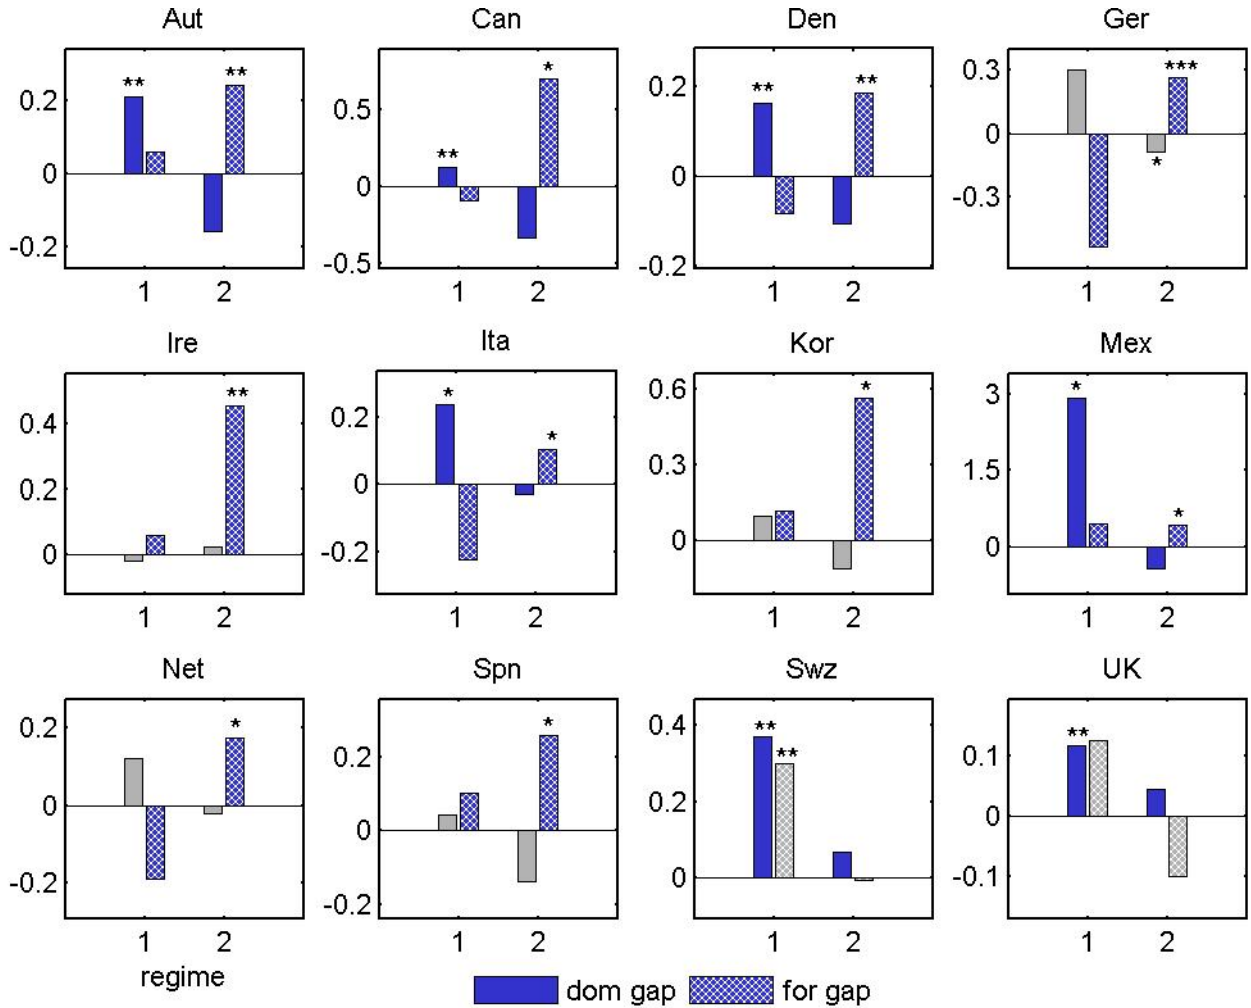 Aut Can Den Ger
** ** * ** ** ***
0.2 0.5 0.2 0.3
** *
0 0 0 0
-0.2 -0.5 -0.2 -0.3
1 2 1 2 1 2 1 2
Ire Ita Kor Mex
** * * * * * *
0.4 0.2 0.6 3
0.2 0 0.3 1.5
0 -0.2 0 0
1 2 1 2 1 2 1 2
Net Spn Swz UK
* * ** ** **
0.2 0.2 0.4 0.1
0 0 0.2 0
-0.2 -0.2 0 -0.1
1 2 1 2 1 2 1 2
regime
dom gap for gap